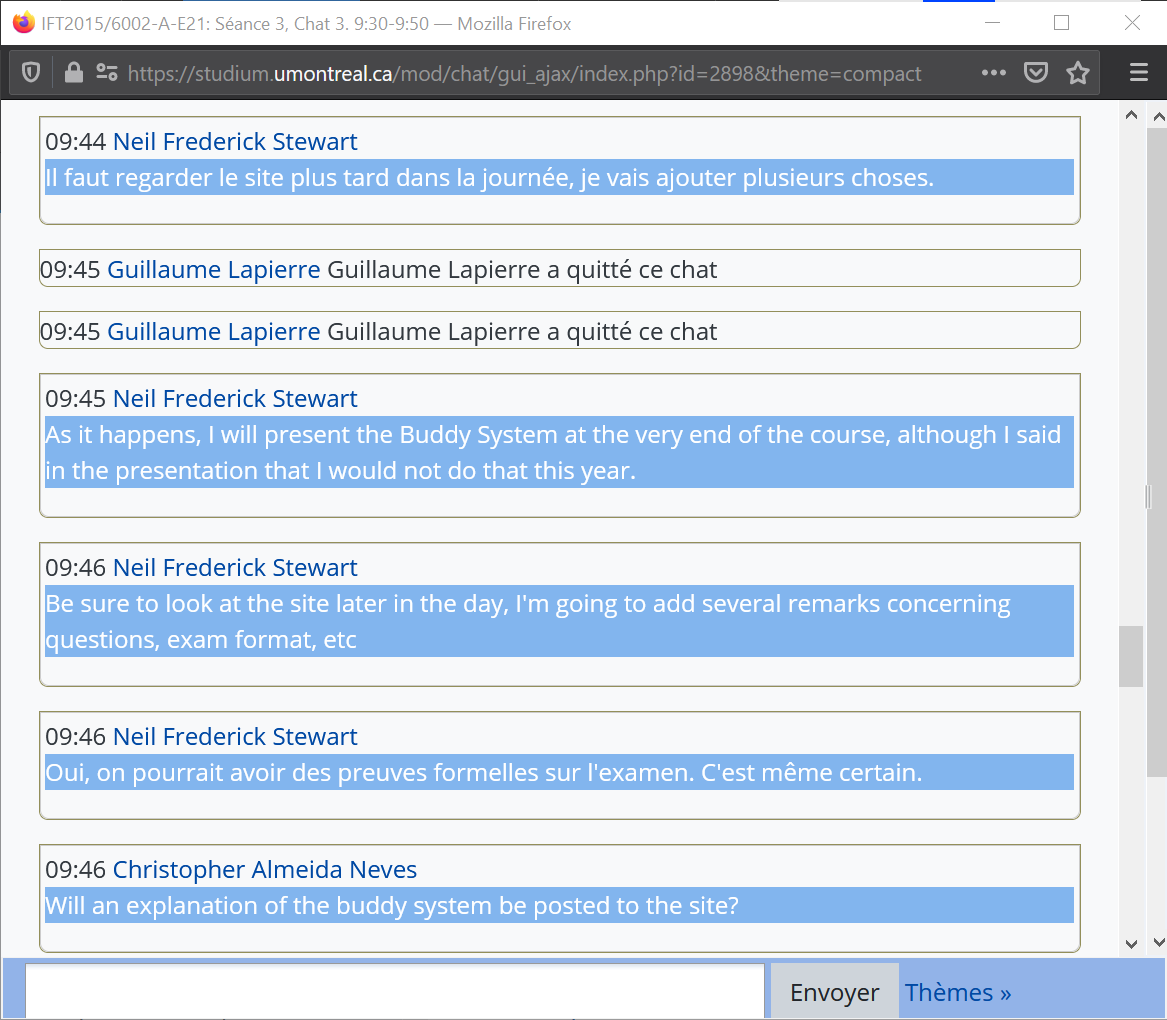 IFT2015/6002-A-E21: Séance 3, Chat 3. 9:30-9:50 — Mozilla Firefox
https://studium.umontreal.ca/mod/chat/gui_ajax/index.php?id=2898&theme=compact
09:44 Neil Frederick Stewart
Il faut regarder le site plus tard dans la journée, je vais ajouter plusieurs choses.
09:45 Guillaume Lapierre Guillaume Lapierre a quitté ce chat
09:45 Guillaume Lapierre Guillaume Lapierre a quitté ce chat
09:45 Neil Frederick Stewart
As it happens, I will present the Buddy System at the very end of the course, although I said
in the presentation that I would not do that this year.
09:46 Neil Frederick Stewart
Be sure to look at the site later in the day, I'm going to add several remarks concerning
questions, exam format, etc
09:46 Neil Frederick Stewart
Oui, on pourrait avoir des preuves formelles sur l'examen. C'est même certain.
09:46 Christopher Almeida Neves
Will an explanation of the buddy system be posted to the site?
Envoyer Thèmes »